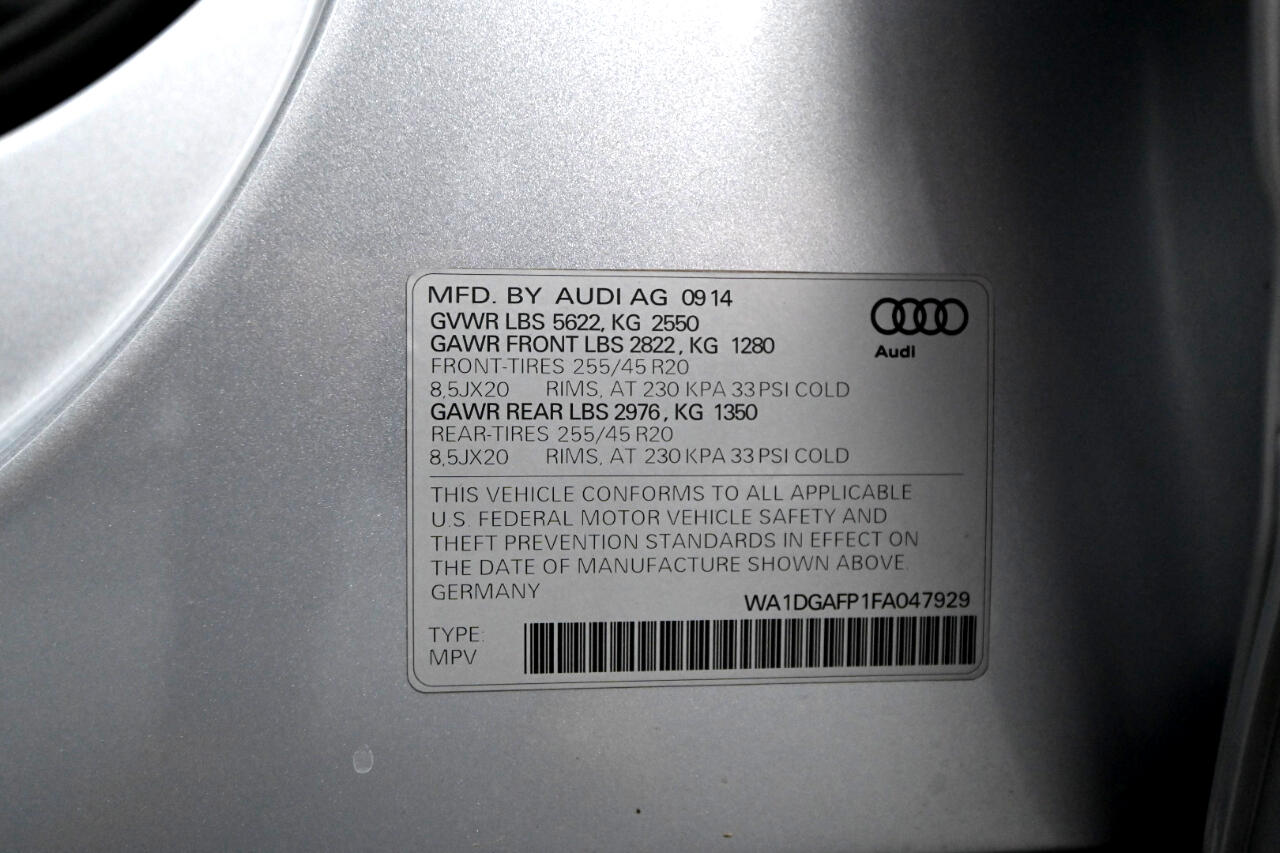 MFD. BY AUDI AG 0914
GVWR LBS 5622, KG 2550
GAWR FRONT LBS 2822, KG 1280
FRONT-TIRES 255/45 R20
8,5JX20 RIMS, AT 230 KPA 33 PSI COLD
GAWR REAR LBS 2976, KG 1350
REAR-TIRES 255/45 R20
8,5JX20 RIMS, AT 230 KPA 33 PSI COLD
Audi
THIS VEHICLE CONFORMS TO ALL APPLICABLE
U.S. FEDERAL MOTOR VEHICLE SAFETY AND
THEFT PREVENTION STANDARDS IN EFFECT ON
THE DATE OF MANUFACTURE SHOWN ABOVE.
GERMANY
WA1DGAFP1FA047929
TYPE:
MPV